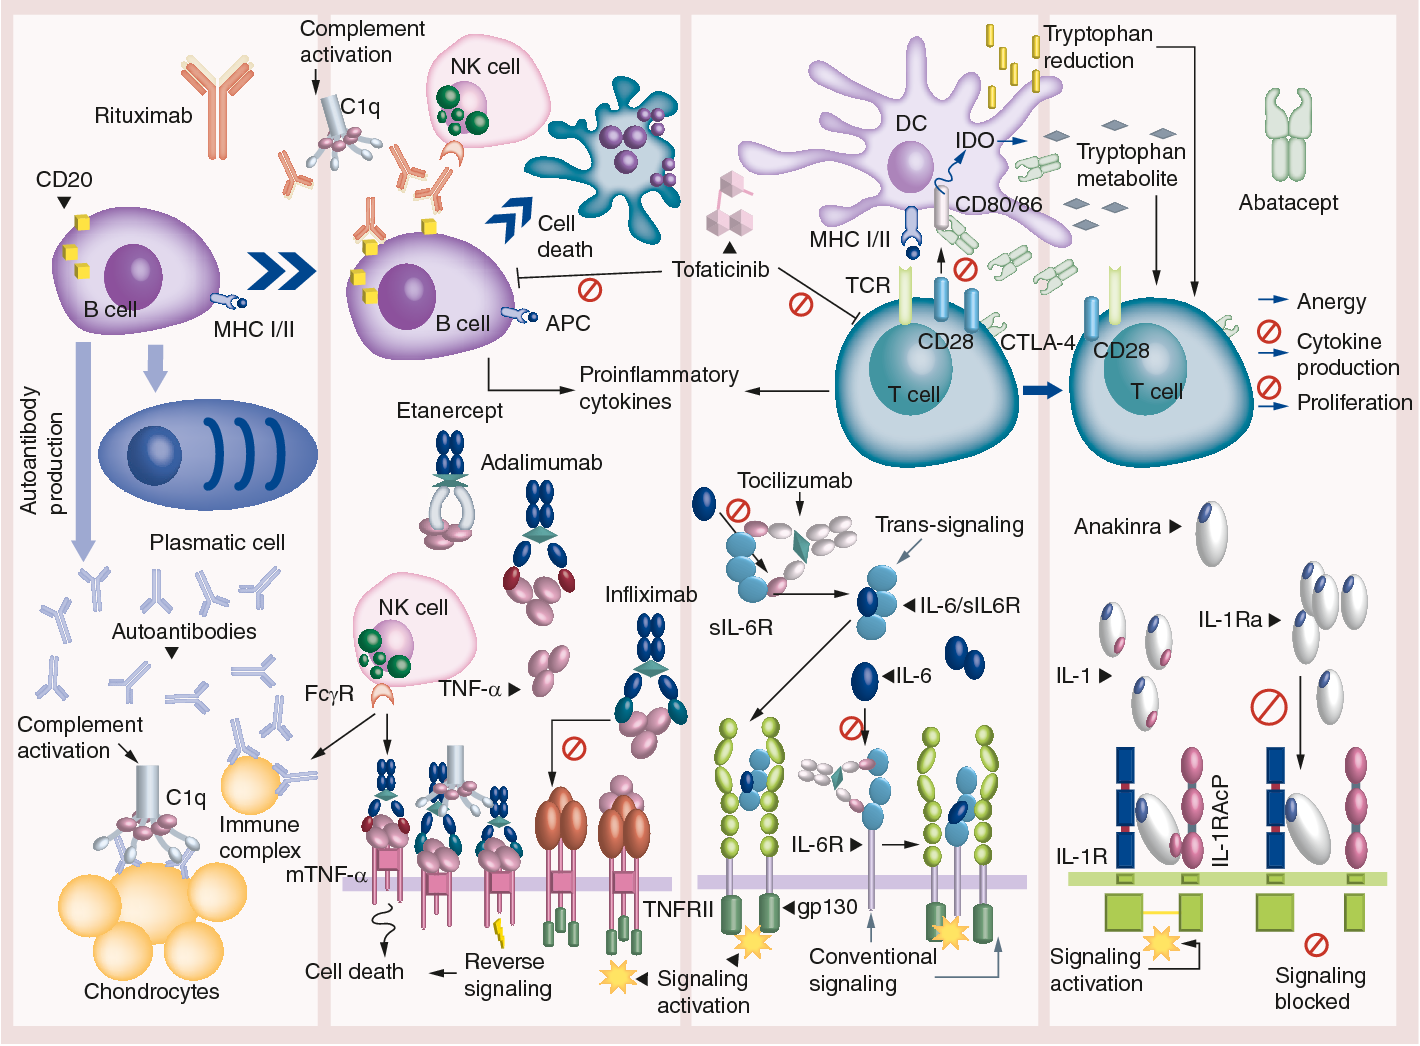 Complement
activation
NK cell
C1q
Rituximab
CD20
B cell
MHC I/II
Cell
death
B cell
APC
Tofaticinib
Proinflammatory
cytokines
Autoantibody
production
Plasmatic cell
Autoantibodies
Complement
activation
C1q
Immune
complex
Chondrocytes
Etanercept
Adalimumab
Infliximab
NK cell
FcγR
TNF-α
mTNF-α
TNFRII
Cell death
Reverse
signaling
Signaling
activation
DC
IDO
Tryptophan
reduction
Tryptophan
metabolite
CD80/86
MHC I/II
TCR
CD28
CTLA-4
T cell
CD28
T cell
Abatacept
Anergy
Cytokine
production
Proliferation
Tocilizumab
Trans-signaling
sIL-6R
IL-6/sIL6R
IL-6
IL-6R
gp130
Conventional
signaling
Anakinra
IL-1Ra
IL-1
IL-1R
IL-1RAcP
Signaling
activation
Signaling
blocked